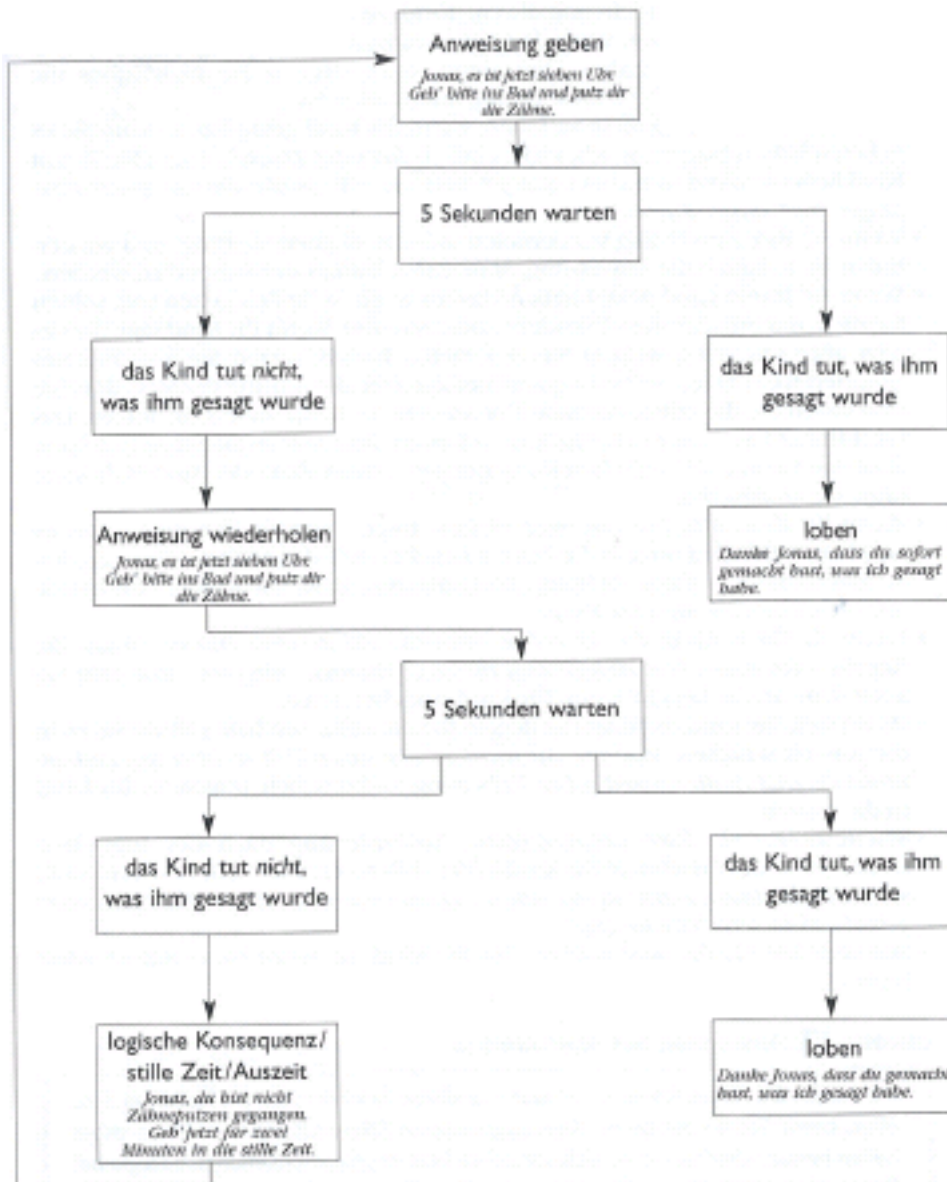 Anweisung geben
Jonas, es ist jetzt sieben Uhr
Geh' bitte ins Bad und putz dir
die Zähne.
5 Sekunden warten
das Kind tut nicht,
was ihm gesagt wurde
das Kind tut, was ihm
gesagt wurde
Anweisung wiederholen
Jonas, es ist jetzt sieben Uhr
Geh' bitte ins Bad und putz dir
die Zähne.
loben
Danke Jonas, dass du sofort
gemacht hast, was ich gesagt
habe.
5 Sekunden warten
das Kind tut nicht,
was ihm gesagt wurde
das Kind tut, was ihm
gesagt wurde
logische Konsequenz/
stille Zeit/Auszeit
Jonas, du bist nicht
Zähneputzen gegangen.
Geh' jetzt für zwei
Minuten in die stille Zeit.
loben
Danke Jonas, dass du gemacht
hast, was ich gesagt habe.